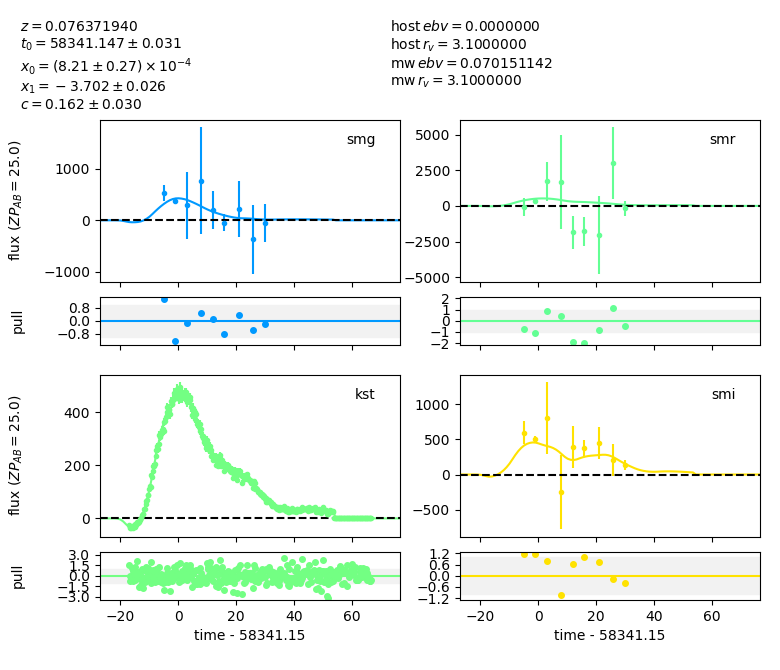 z = 0.076371940
t₀ = 58341.147 ± 0.031
x₀ = (8.21 ± 0.27) × 10⁻⁴
x₁ = −3.702 ± 0.026
c = 0.162 ± 0.030
host ebv = 0.0000000
host r_v = 3.1000000
mw ebv = 0.070151142
mw r_v = 3.1000000
flux (ZP_AB = 25.0)
1000
0
−1000
smg
5000
2500
0
−2500
−5000
smr
pull
0.8
0.0
−0.8
2
1
0
−1
−2
flux (ZP_AB = 25.0)
400
200
0
kst
1000
500
0
−500
smi
pull
3.0
1.5
0.0
−1.5
−3.0
1.2
0.6
0.0
−0.6
−1.2
−20 0 20 40 60
time - 58341.15
−20 0 20 40 60
time - 58341.15